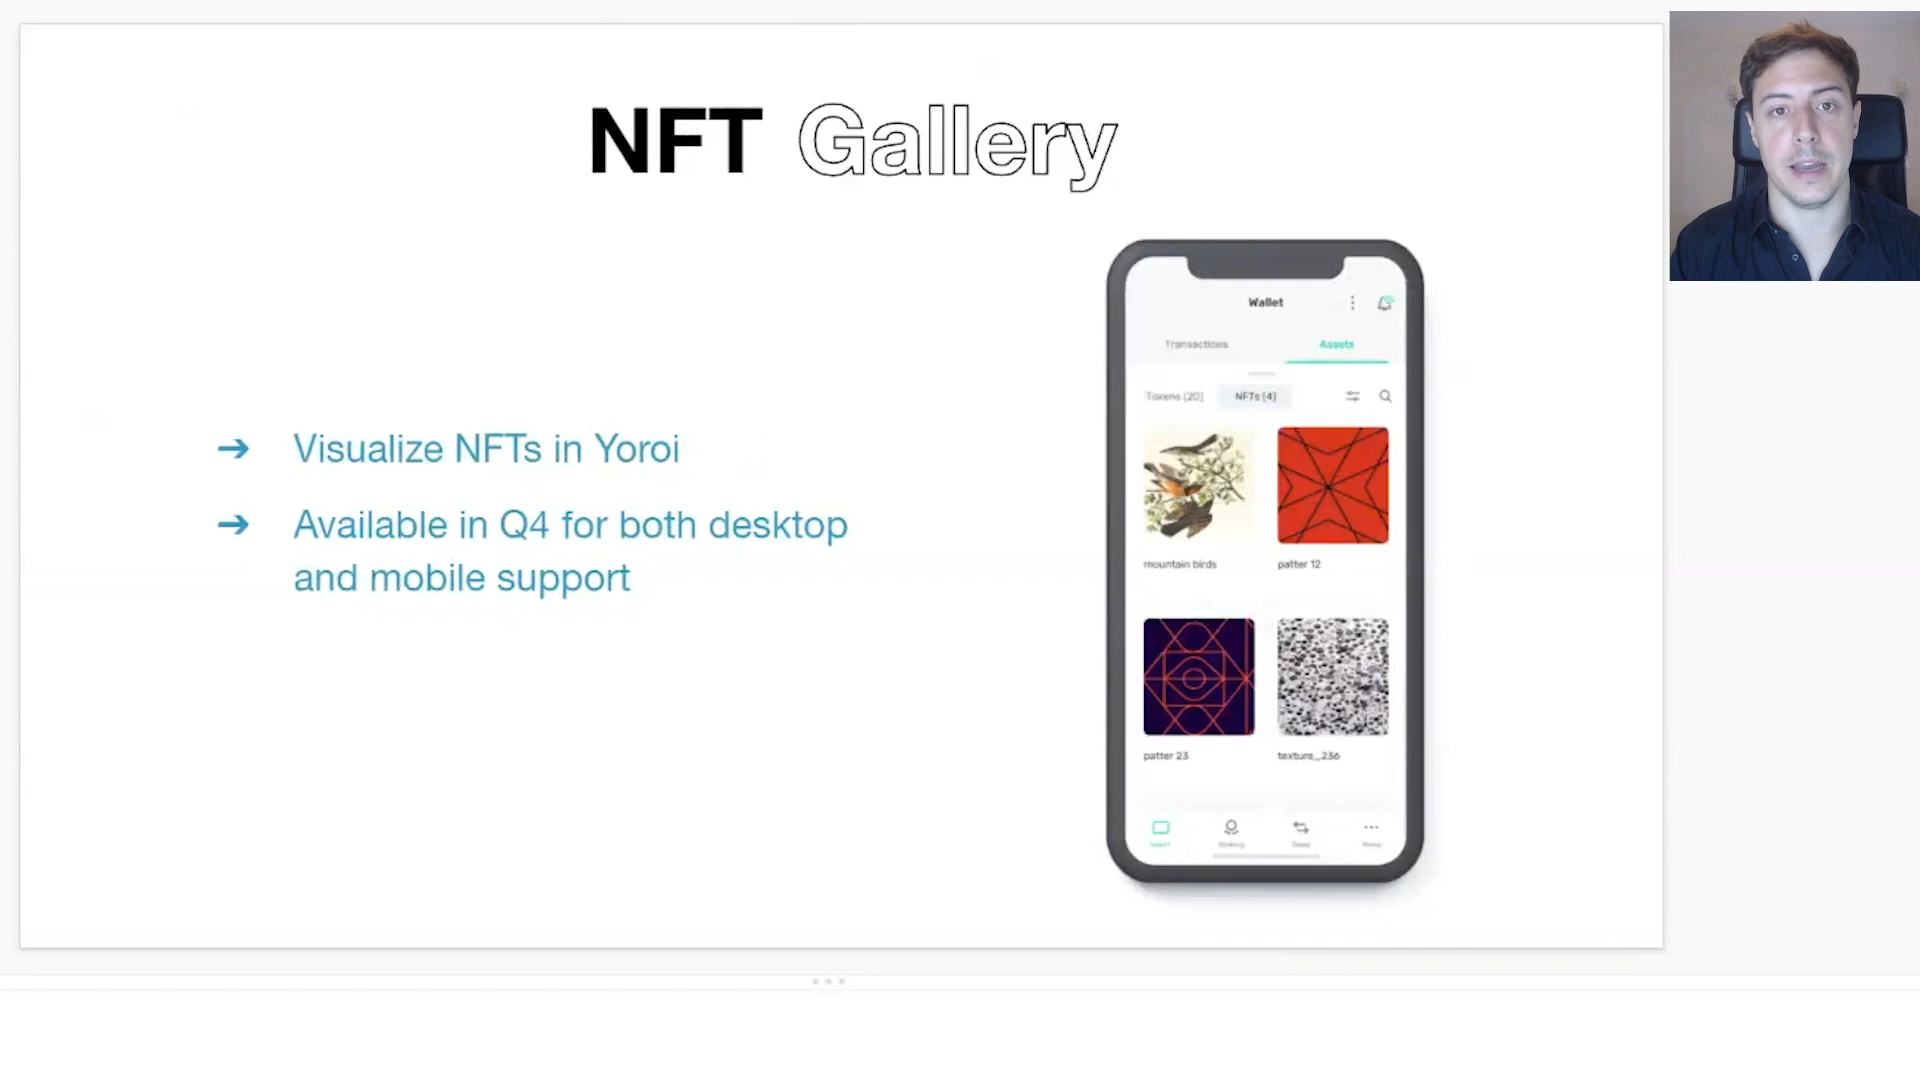 NFT Gallery
→ Visualize NFTs in Yoroi
→ Available in Q4 for both desktop
and mobile support
Wallet
Transactions Assets
Tokens (20) NFTs (4)
mountain birds patter 12
patter 23 texture_236